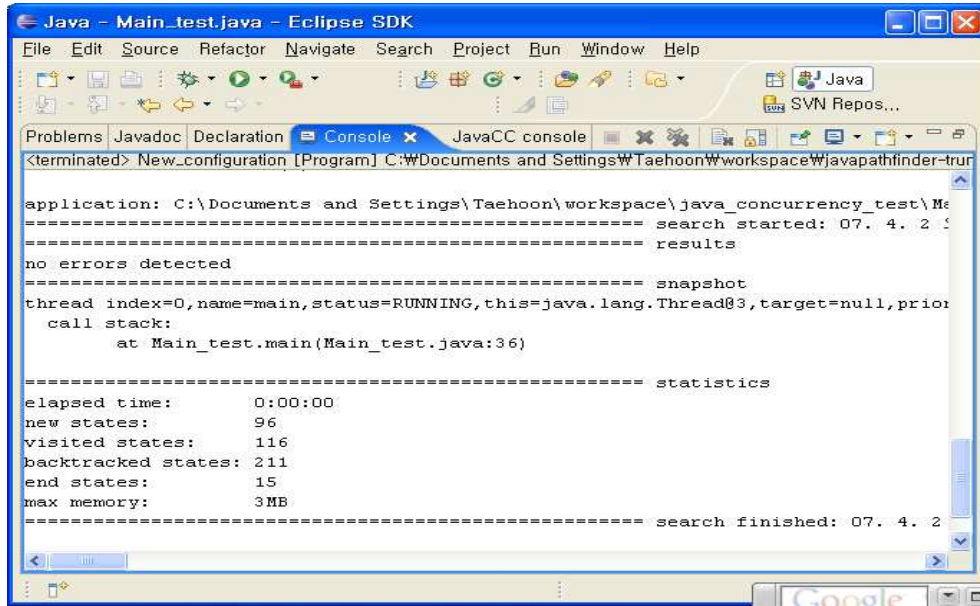 Java - Main_test.java - Eclipse SDK
File Edit Source Refactor Navigate Search Project Run Window Help
Java
SVN Repos...
Problems Javadoc Declaration Console JavaCC console
<terminated> New_configuration [Program] C:₩Documents and Settings₩Taehoon₩workspace₩javapathfinder-trun
application: C:\Documents and Settings\Taehoon\workspace\java_concurrency_test\Ma
====================================================== search started: 07. 4. 2
====================================================== results
no errors detected
====================================================== snapshot
thread index=0,name=main,status=RUNNING,this=java.lang.Thread@3,target=null,prior
call stack:
at Main_test.main(Main_test.java:36)
====================================================== statistics
elapsed time: 0:00:00
new states: 96
visited states: 116
backtracked states: 211
end states: 15
max memory: 3MB
====================================================== search finished: 07. 4. 2
Google